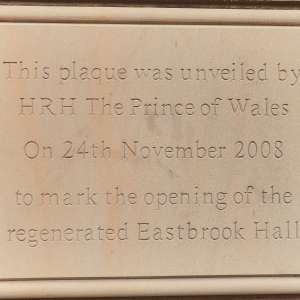 This plaque was unveiled by
HRH The Prince of Wales
On 24th November 2008
to mark the opening of the
regenerated Eastbrook Hall